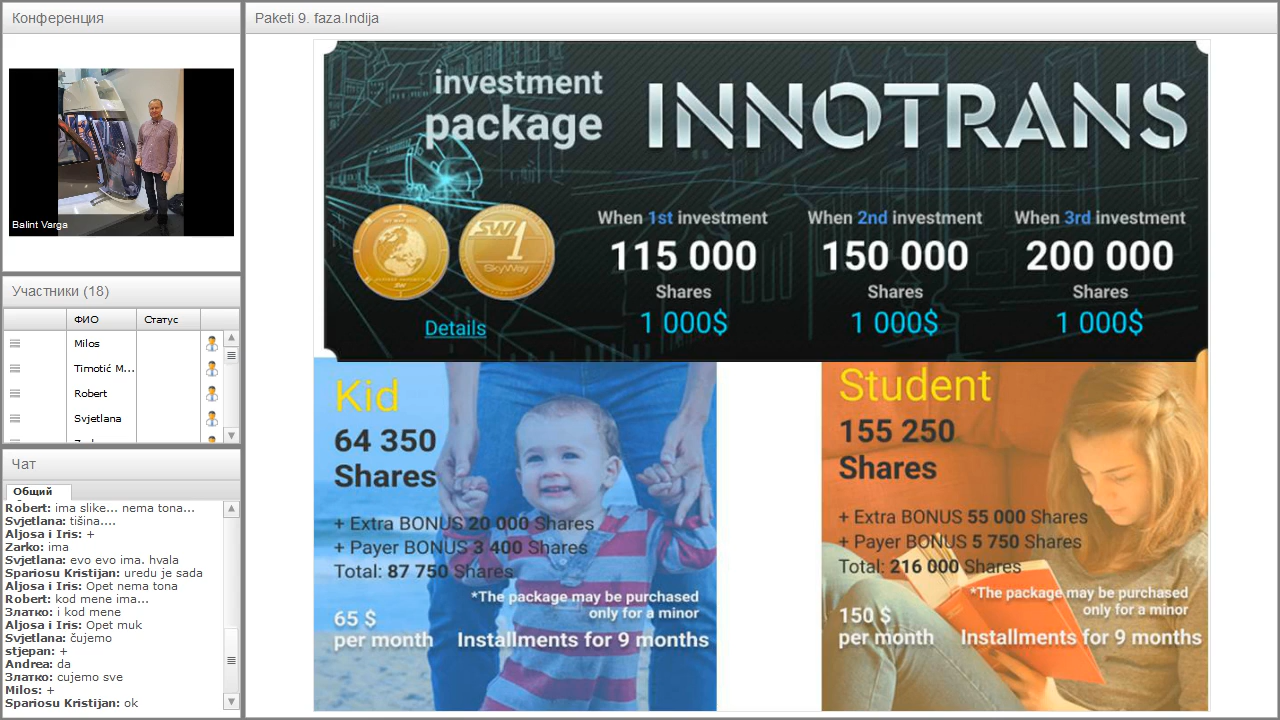 Конференция
Balint Varga
Участники (18)
ФИО
Статус
Milos
Timotić M...
Robert
Svjetlana
Чат
Общий
Robert: ima slike... nema tona...
Svjetlana: tišina....
Aljosa i Iris: +
Zarko: ima
Svjetlana: evo evo ima. hvala
Spariosu Kristijan: uredu je sada
Aljosa i Iris: Opet nema tona
Robert: kod mene ima...
Златко: i kod mene
Aljosa i Iris: Opet muk
Svjetlana: čujemo
stjepan: +
Andrea: da
Златко: cujemo sve
Milos: +
Spariosu Kristijan: ok
Paketi 9. faza.Indija
investment
package
INNOTRANS
SW
SW 1
SkyWay
Details
When 1st investment
115 000
Shares
1 000$
When 2nd investment
150 000
Shares
1 000$
When 3rd investment
200 000
Shares
1 000$
Kid
64 350
Shares
+ Extra BONUS 20 000 Shares
+ Payer BONUS 3 400 Shares
Total: 87 750 Shares
*The package may be purchased
only for a minor
65 $
per month
Installments for 9 months
Student
155 250
Shares
+ Extra BONUS 55 000 Shares
+ Payer BONUS 5 750 Shares
Total: 216 000 Shares
*The package may be purchased
only for a minor
150 $
per month
Installments for 9 months